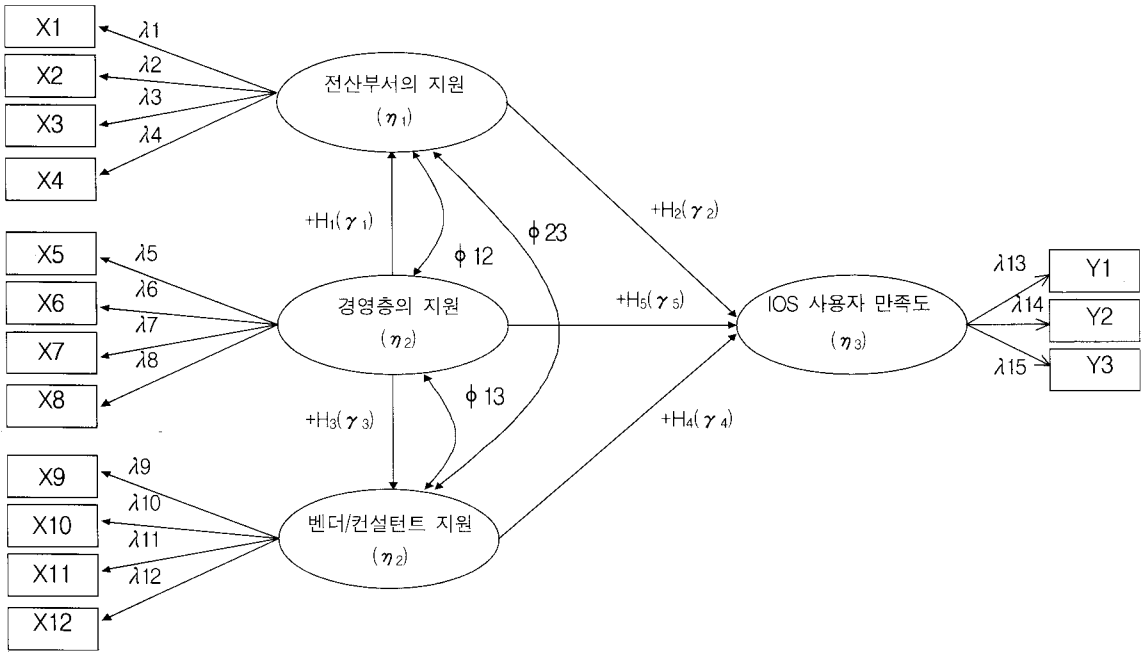 X1
X2
X3
X4
λ1
λ2
λ3
λ4
전산부서의 지원
(η1)
+H1(γ1)
ϕ12
ϕ23
+H2(γ2)
X5
X6
X7
X8
λ5
λ6
λ7
λ8
경영층의 지원
(η2)
+H5(γ5)
IOS 사용자 만족도
(η3)
λ13
λ14
λ15
Y1
Y2
Y3
+H3(γ3)
ϕ13
+H4(γ4)
X9
X10
X11
X12
λ9
λ10
λ11
λ12
벤더/컨설턴트 지원
(η2)